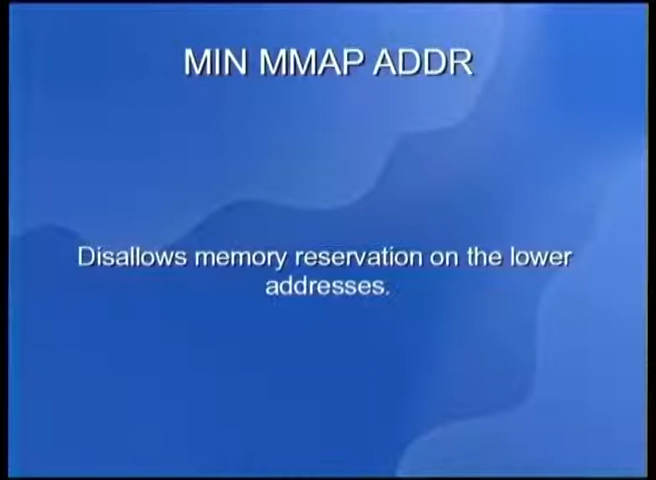 MIN MMAP ADDR
Disallows memory reservation on the lower
addresses.